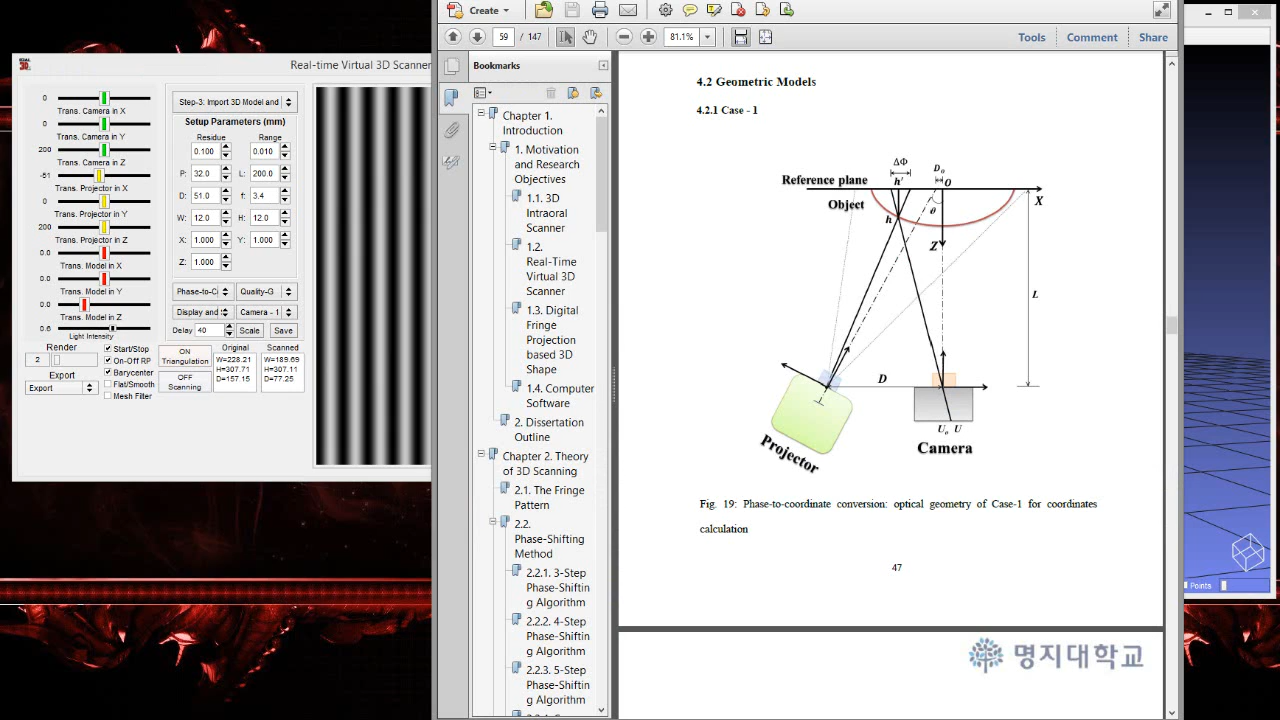 Real-time Virtual 3D Scanner
0
Trans. Camera in X
0
Trans. Camera in Y
200
Trans. Camera in Z
-51
Trans. Projector in X
0
Trans. Projector in Y
200
Trans. Projector in Z
0.0
Trans. Model in X
0.0
Trans. Model in Y
0.0
Trans. Model in Z
0.6
Light Intensity
Render
2
Export
Export
Start/Stop
On-Off RP
Barycenter
Flat/Smooth
Mesh Filter
Step-3: Import 3D Model and
Setup Parameters (mm)
Residue Range
0.100 0.010
P: 32.0 L: 200.0
D: 51.0 f: 3.4
W: 12.0 H: 12.0
X: 1.000 Y: 1.000
Z: 1.000
Phase-to-C Quality-G
Display and Camera - 1
Delay 40 Scale Save
ON Triangulation
OFF Scanning
Original
W=228.21
H=307.71
D=157.15
Scanned
W=189.69
H=307.11
D=77.25
Create
59 / 147 81.1%
Tools Comment Share
Bookmarks
Chapter 1.
Introduction
1. Motivation
and Research
Objectives
1.1. 3D
Intraoral
Scanner
1.2.
Real-Time
Virtual 3D
Scanner
1.3. Digital
Fringe
Projection
based 3D
Shape
1.4. Computer
Software
2. Dissertation
Outline
Chapter 2. Theory
of 3D Scanning
2.1. The Fringe
Pattern
2.2.
Phase-Shifting
Method
2.2.1. 3-Step
Phase-Shiftin
g Algorithm
2.2.2. 4-Step
Phase-Shiftin
g Algorithm
2.2.3. 5-Step
Phase-Shiftin
g Algorithm
4.2 Geometric Models
4.2.1 Case - 1
ΔΦ
D₀
Reference plane
h'
O
X
Object
h
θ
Z
L
D
U₀ U
Projector
Camera
Fig. 19: Phase-to-coordinate conversion: optical geometry of Case-1 for coordinates
calculation
47
명지대학교
Points